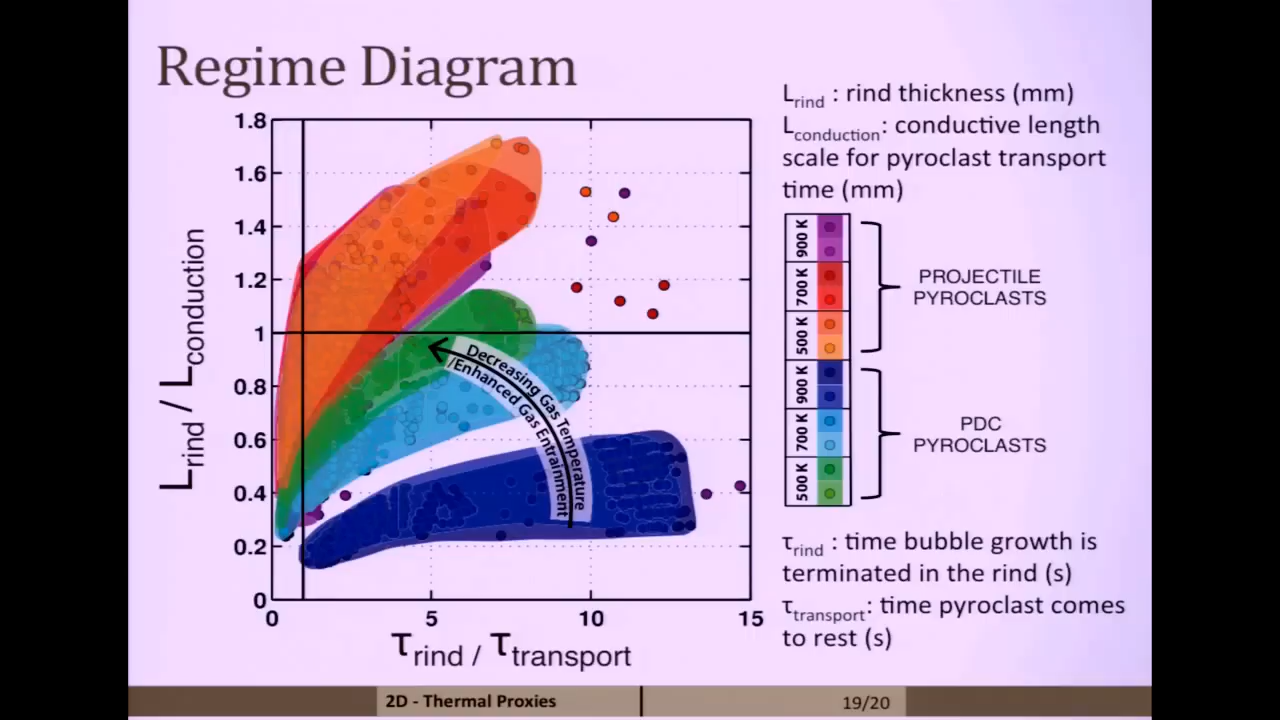 Regime Diagram
L_rind : rind thickness (mm)
L_conduction: conductive length
scale for pyroclast transport
time (mm)
1.8
1.6
1.4
1.2
1
0.8
0.6
0.4
0.2
0
0
5
10
15
L_rind / L_conduction
τ_rind / τ_transport
Decreasing Gas Temperature
/Enhanced Gas Entrainment
900 K
700 K
500 K
900 K
700 K
500 K
PROJECTILE
PYROCLASTS
PDC
PYROCLASTS
τ_rind : time bubble growth is
terminated in the rind (s)
τ_transport: time pyroclast comes
to rest (s)
2D - Thermal Proxies
19/20